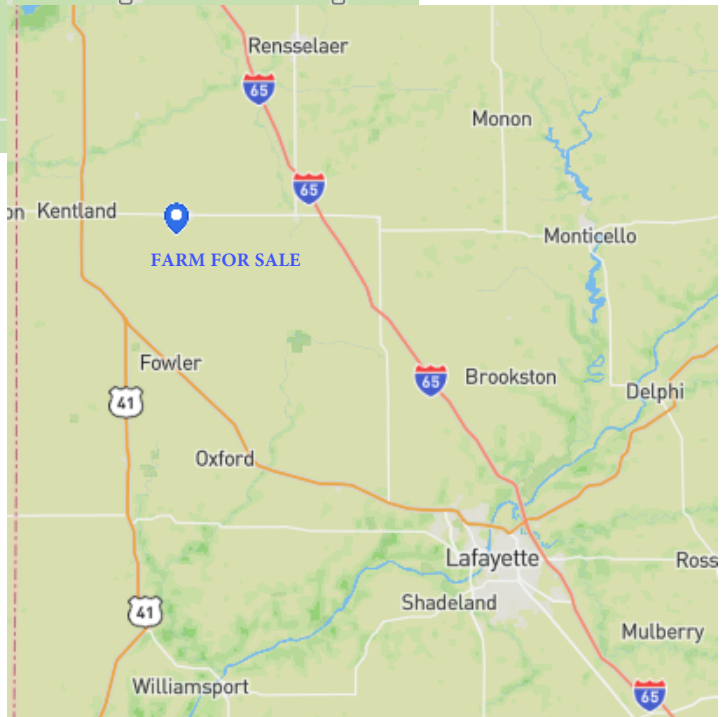 Rensselaer
65
Monon
65
on
Kentland
Monticello
FARM FOR SALE
Fowler
65
Brookston
Delphi
41
Oxford
Lafayette
Ross
Shadeland
41
Mulberry
Williamsport
65